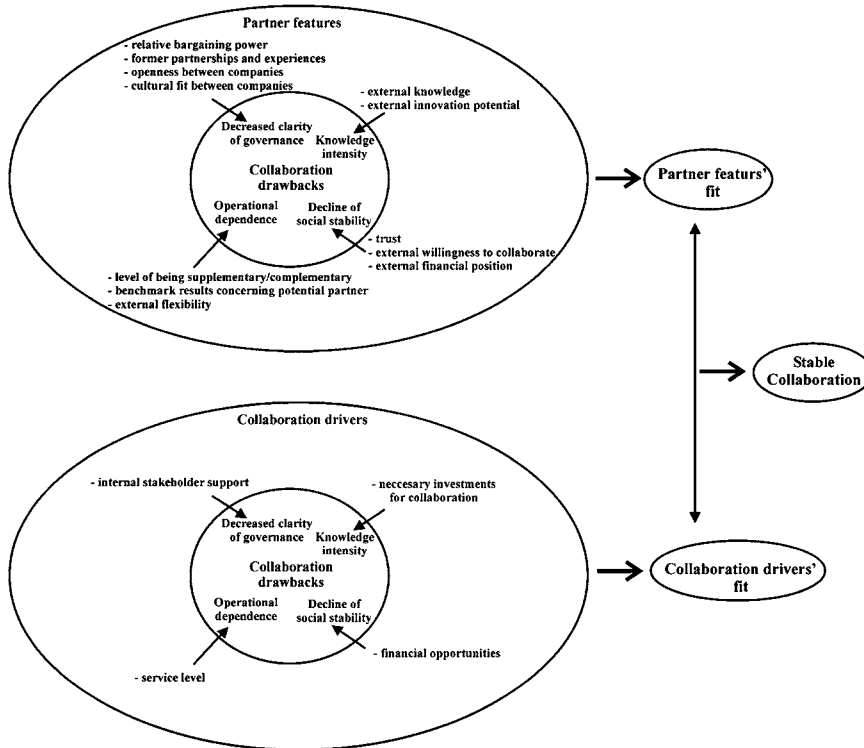 Partner features
- relative bargaining power
- former partnerships and experiences
- openness between companies
- cultural fit between companies
- external knowledge
- external innovation potential
Decreased clarity
of governance
Knowledge
intensity
Collaboration
drawbacks
Operational
dependence
Decline of
social stability
- trust
- external willingness to collaborate
- external financial position
- level of being supplementary/complementary
- benchmark results concerning potential partner
- external flexibility
Partner featurs'
fit
Stable
Collaboration
Collaboration drivers
- internal stakeholder support
- neccesary investments
for collaboration
Decreased clarity
of governance
Knowledge
intensity
Collaboration
drawbacks
Operational
dependence
Decline of
social stability
- financial opportunities
- service level
Collaboration drivers'
fit